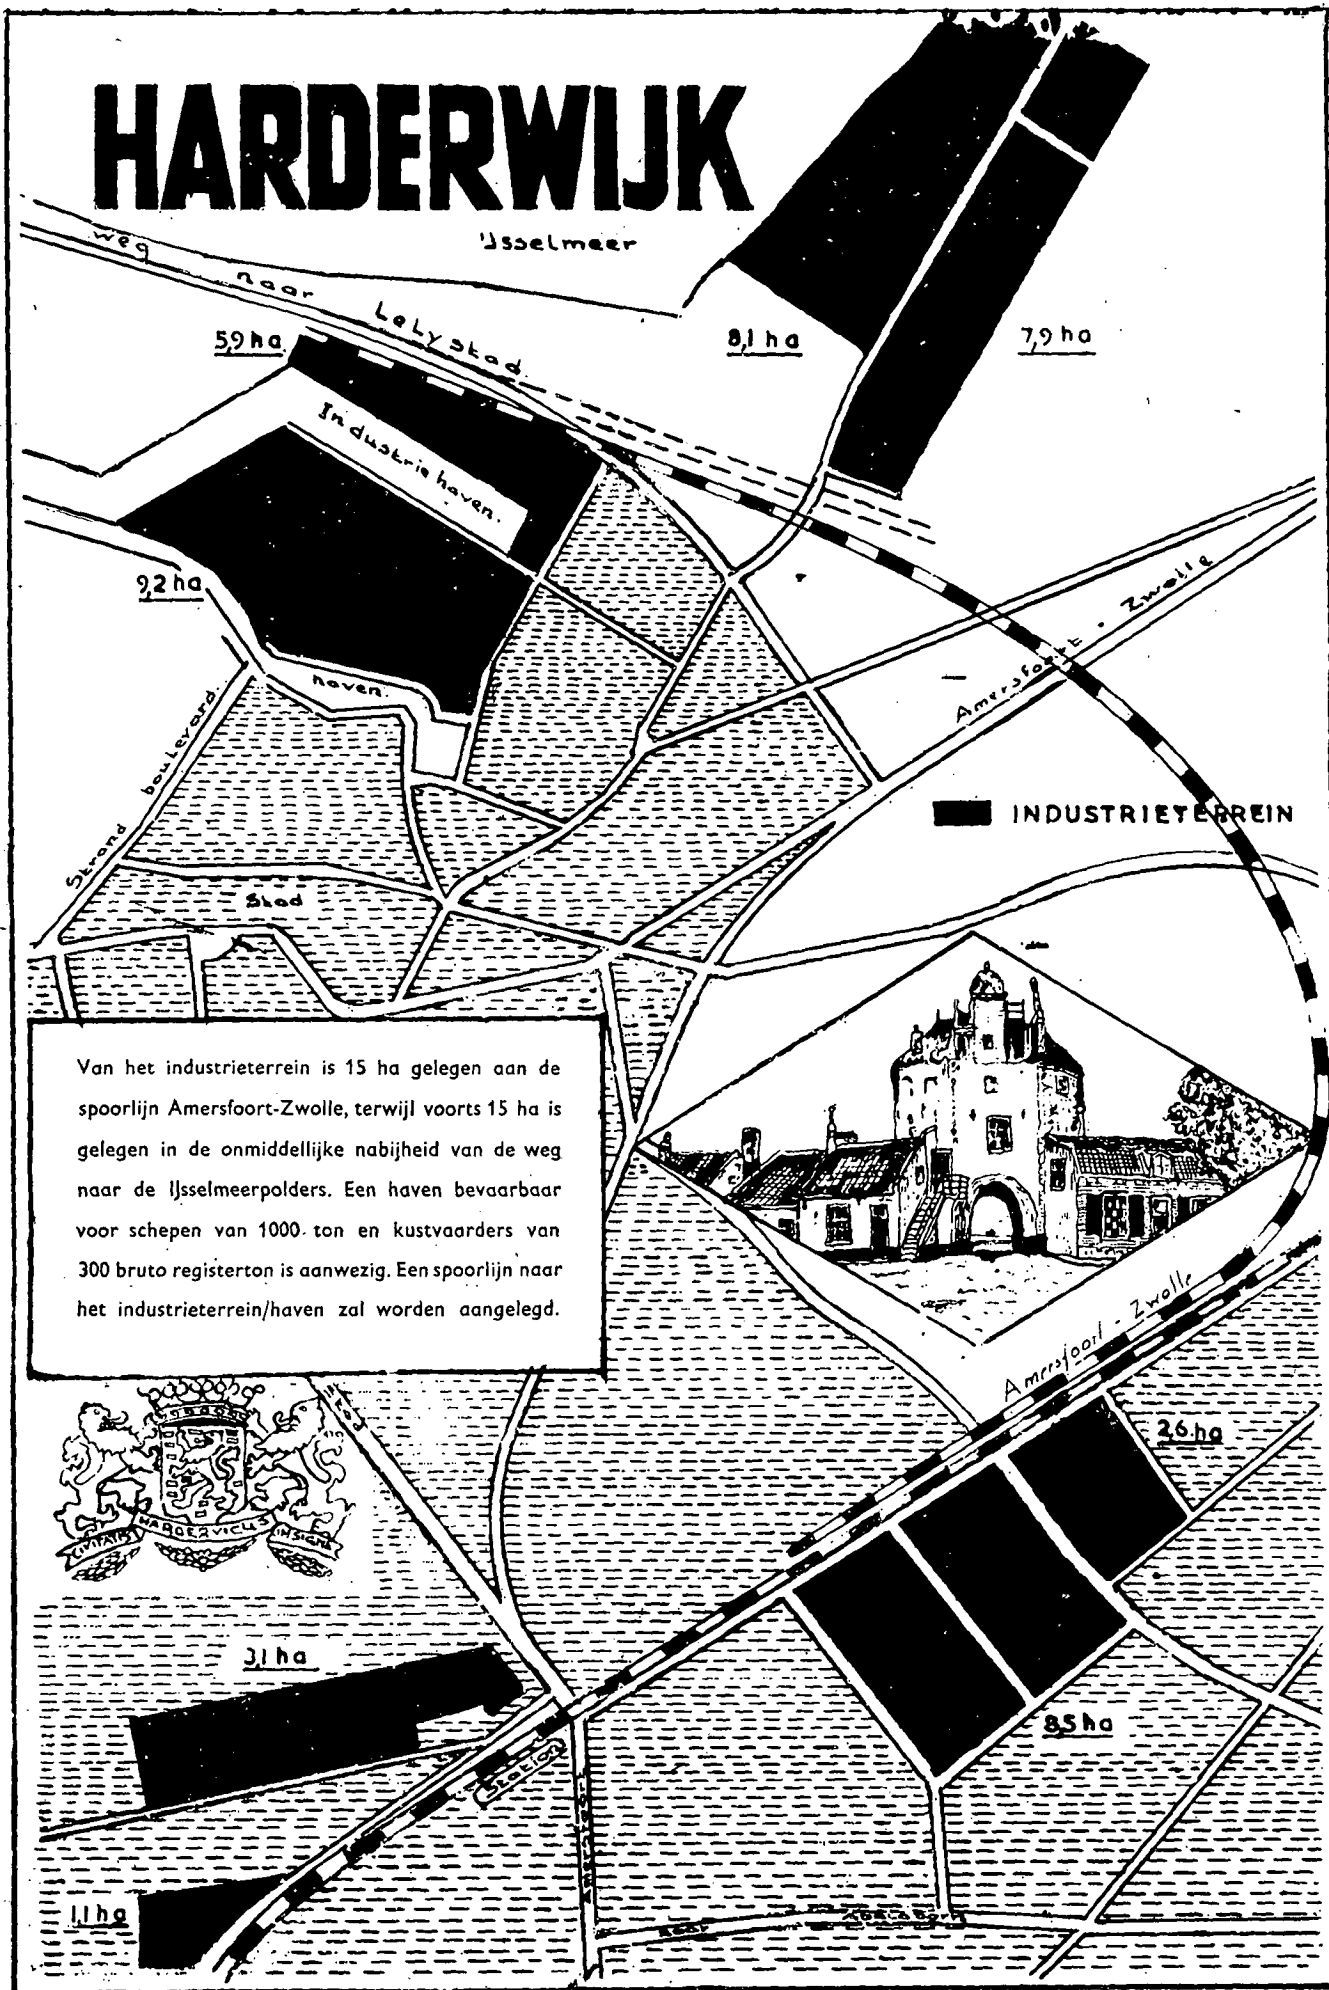 HARDERWIJK
IJsselmeer
weg naar Lelystad
5,9 ha
8,1 ha
7,9 ha
Industriehaven.
9,2 ha
haven.
Amersfoort - Zwolle
Strand boulevard.
INDUSTRIETERREIN
Stad
Van het industrieterrein is 15 ha gelegen aan de
spoorlijn Amersfoort-Zwolle, terwijl voorts 15 ha is
gelegen in de onmiddellijke nabijheid van de weg
naar de IJsselmeerpolders. Een haven bevaarbaar
voor schepen van 1000 ton en kustvaarders van
300 bruto registerton is aanwezig. Een spoorlijn naar
het industrieterrein/haven zal worden aangelegd.
Amersfoort - Zwolle
2,6 ha
CIVITATIS HARDERVICUS INSIGNA
3,1 ha
8,5 ha
Station
1,1 ha
naar